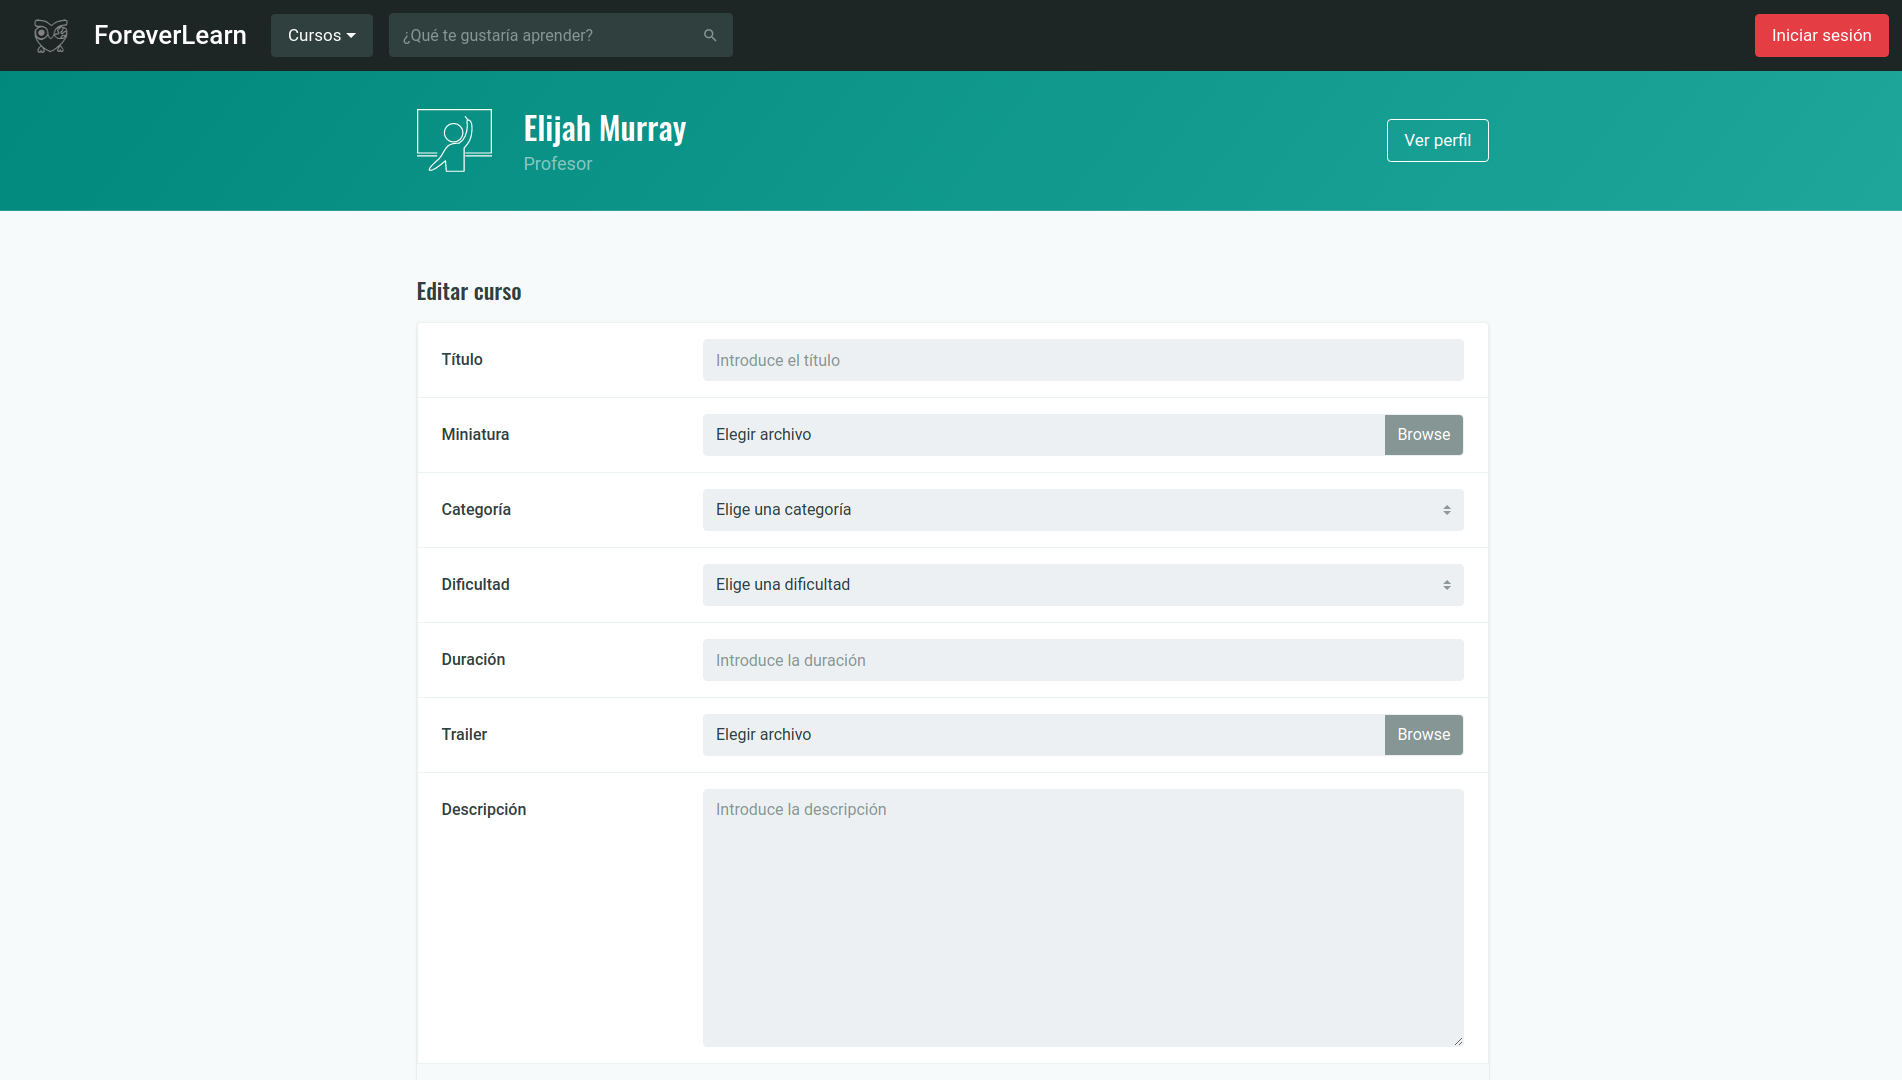 ForeverLearn
Cursos
¿Qué te gustaría aprender?
Iniciar sesión
Elijah Murray
Profesor
Ver perfil
Editar curso
Título
Introduce el título
Miniatura
Elegir archivo
Browse
Categoría
Elige una categoría
Dificultad
Elige una dificultad
Duración
Introduce la duración
Trailer
Elegir archivo
Browse
Descripción
Introduce la descripción